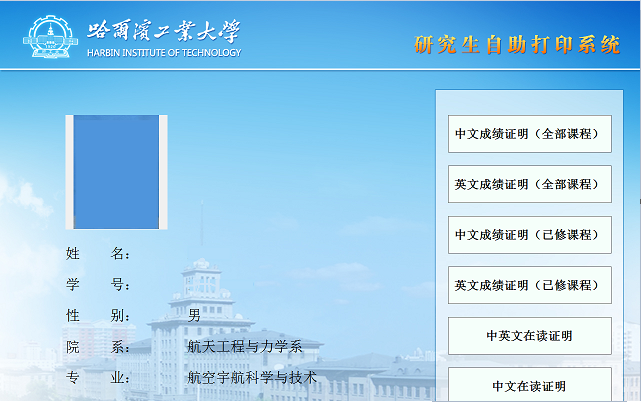 哈爾濱工業大學
HARBIN INSTITUTE OF TECHNOLOGY
研究生自助打印系统
中文成绩证明（全部课程）
英文成绩证明（全部课程）
中文成绩证明（已修课程）
英文成绩证明（已修课程）
中英文在读证明
中文在读证明
姓 名：
学 号：
性 别： 男
院 系： 航天工程与力学系
专 业： 航空宇航科学与技术